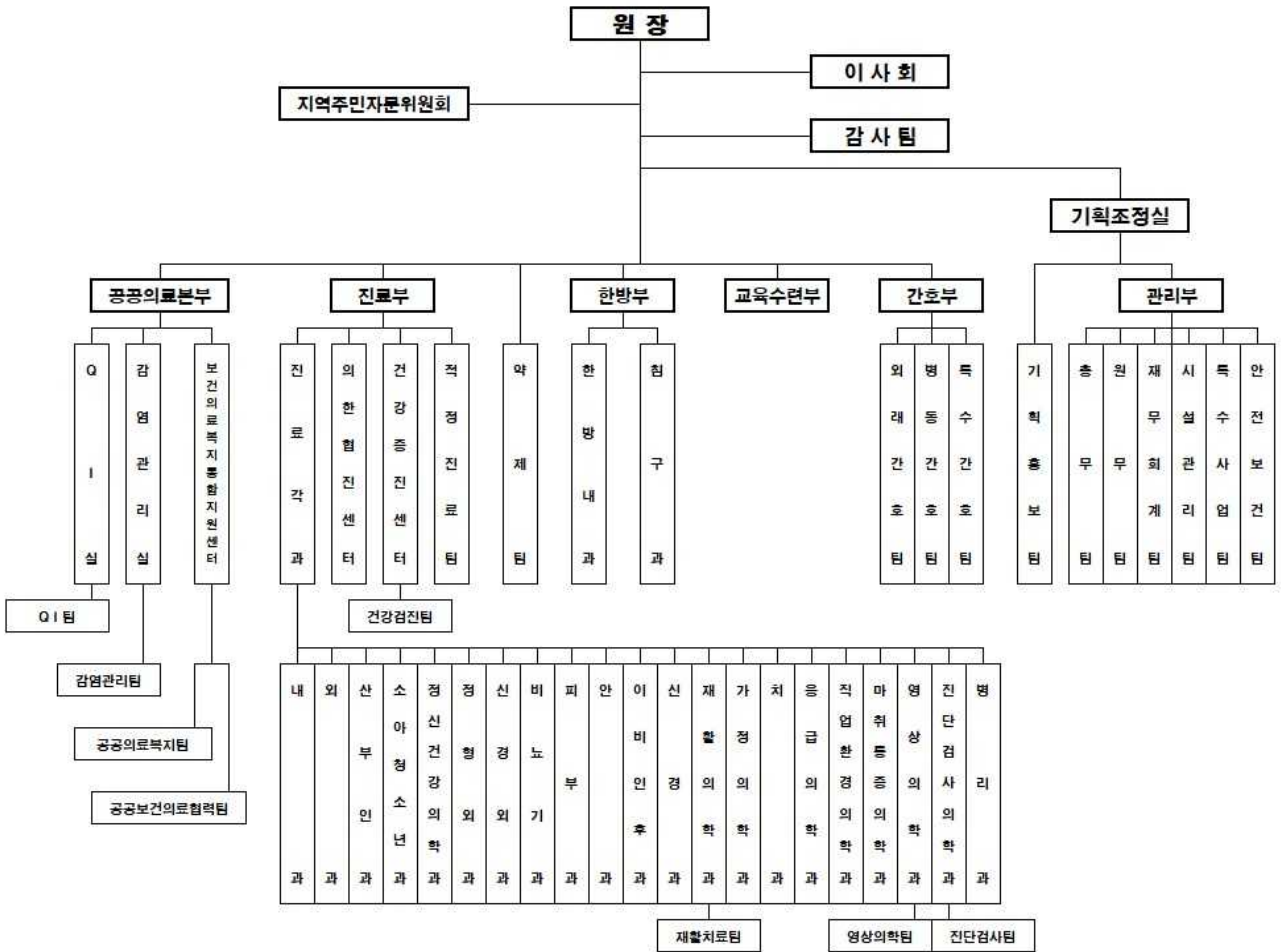 원 장
이 사 회
지역주민자문위원회
감 사 팀
기획조정실
공공의료본부
진료부
한방부
교육수련부
간호부
관리부
QI실
감염관리실
보건의료복지통합지원센터
진료각과
의한협진센터
건강증진센터
적정진료팀
약제팀
한방내과
침구과
외래간호팀
병동간호팀
특수간호팀
기획홍보팀
총무팀
원무팀
재무회계팀
시설관리팀
특수사업팀
안전보건팀
QI팀
건강검진팀
감염관리팀
공공의료복지팀
공공보건의료협력팀
내과
외과
산부인과
소아청소년과
정신건강의학과
정형외과
신경외과
비뇨기과
피부과
안과
이비인후과
신경과
재활의학과
가정의학과
치과
응급의학과
직업환경의학과
마취통증의학과
영상의학과
진단검사의학과
병리과
재활치료팀
영상의학팀
진단검사팀